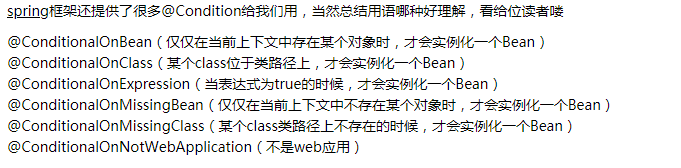 spring框架还提供了很多@Condition给我们用，当然总结用语哪种好理解，看给位读者喽
@ConditionalOnBean（仅仅在当前上下文中存在某个对象时，才会实例化一个Bean）
@ConditionalOnClass（某个class位于类路径上，才会实例化一个Bean）
@ConditionalOnExpression（当表达式为true的时候，才会实例化一个Bean）
@ConditionalOnMissingBean（仅仅在当前上下文中不存在某个对象时，才会实例化一个Bean）
@ConditionalOnMissingClass（某个class类路径上不存在的时候，才会实例化一个Bean）
@ConditionalOnNotWebApplication（不是web应用）